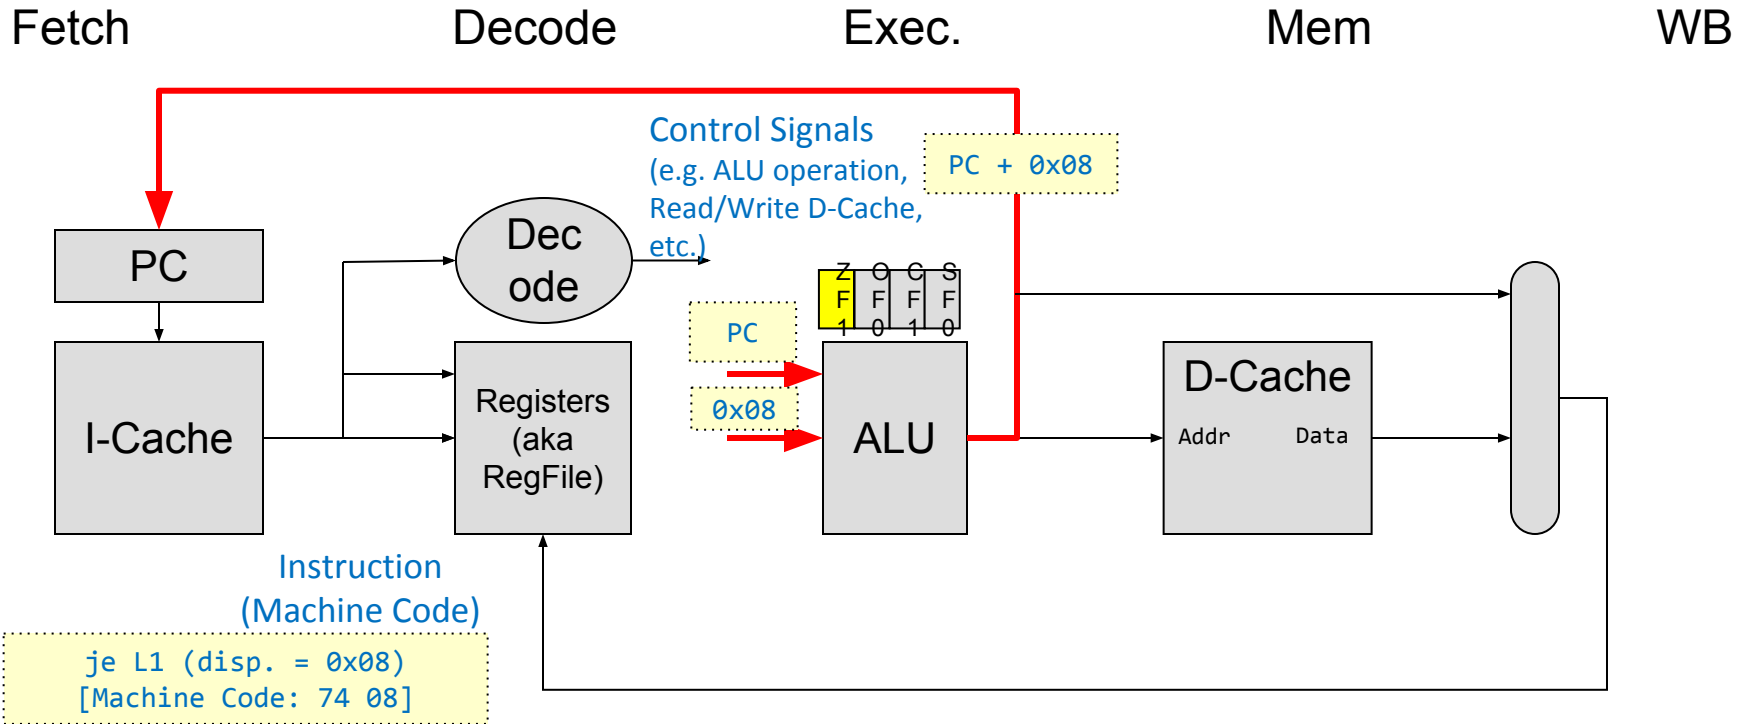 Fetch
Decode
Exec.
Mem
WB
Control Signals
(e.g. ALU operation,
Read/Write D-Cache,
etc.)
PC + 0x08
PC
Dec
ode
Z O C S
F F F F
1 0 1 0
PC
0x08
I-Cache
Registers
(aka
RegFile)
ALU
D-Cache
Addr Data
Instruction
(Machine Code)
je L1 (disp. = 0x08)
[Machine Code: 74 08]